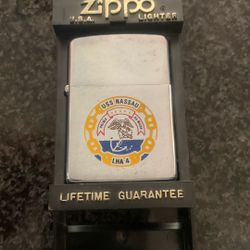 Zippo
U.S.A. LIGHTER
USS NASSAU
LHA 4
LIFETIME GUARANTEE